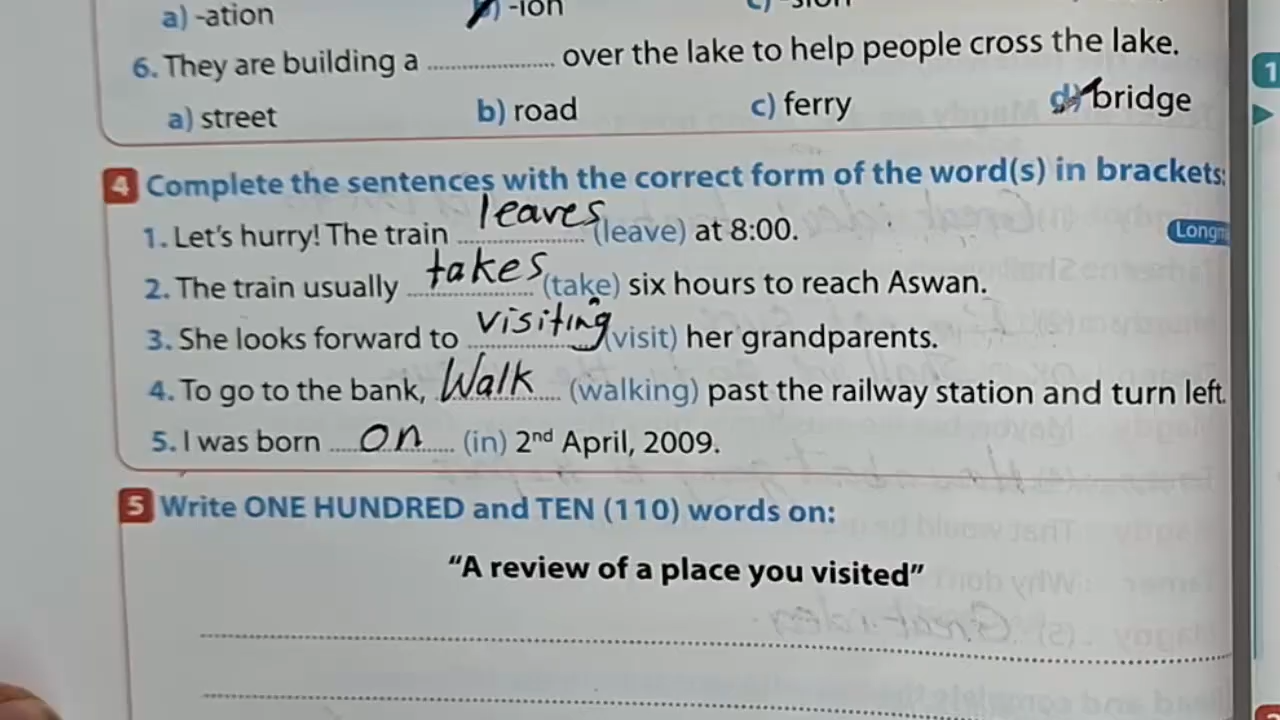 a) -ation b) -ion c) -sion
6. They are building a .................... over the lake to help people cross the lake.
a) street b) road c) ferry d) bridge
4 Complete the sentences with the correct form of the word(s) in brackets:
1. Let's hurry! The train leaves (leave) at 8:00.
Longm
2. The train usually takes (take) six hours to reach Aswan.
3. She looks forward to visiting (visit) her grandparents.
4. To go to the bank, Walk (walking) past the railway station and turn left.
5. I was born on (in) 2nd April, 2009.
5 Write ONE HUNDRED and TEN (110) words on:
"A review of a place you visited"
1